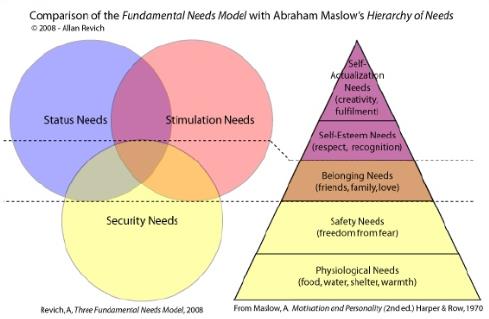 Comparison of the Fundamental Needs Model with Abraham Maslow's Hierarchy of Needs
© 2008 - Allan Revich
Status Needs
Stimulation Needs
Security Needs
Self-
Actualization
Needs
(creativity,
fulfilment)
Self-Esteem Needs
(respect, recognition)
Belonging Needs
(friends, family, love)
Safety Needs
(freedom from fear)
Physiological Needs
(food, water, shelter, warmth)
Revich, A, Three Fundamental Needs Model, 2008
From Maslow, A. Motivation and Personality (2nd ed.) Harper & Row, 1970